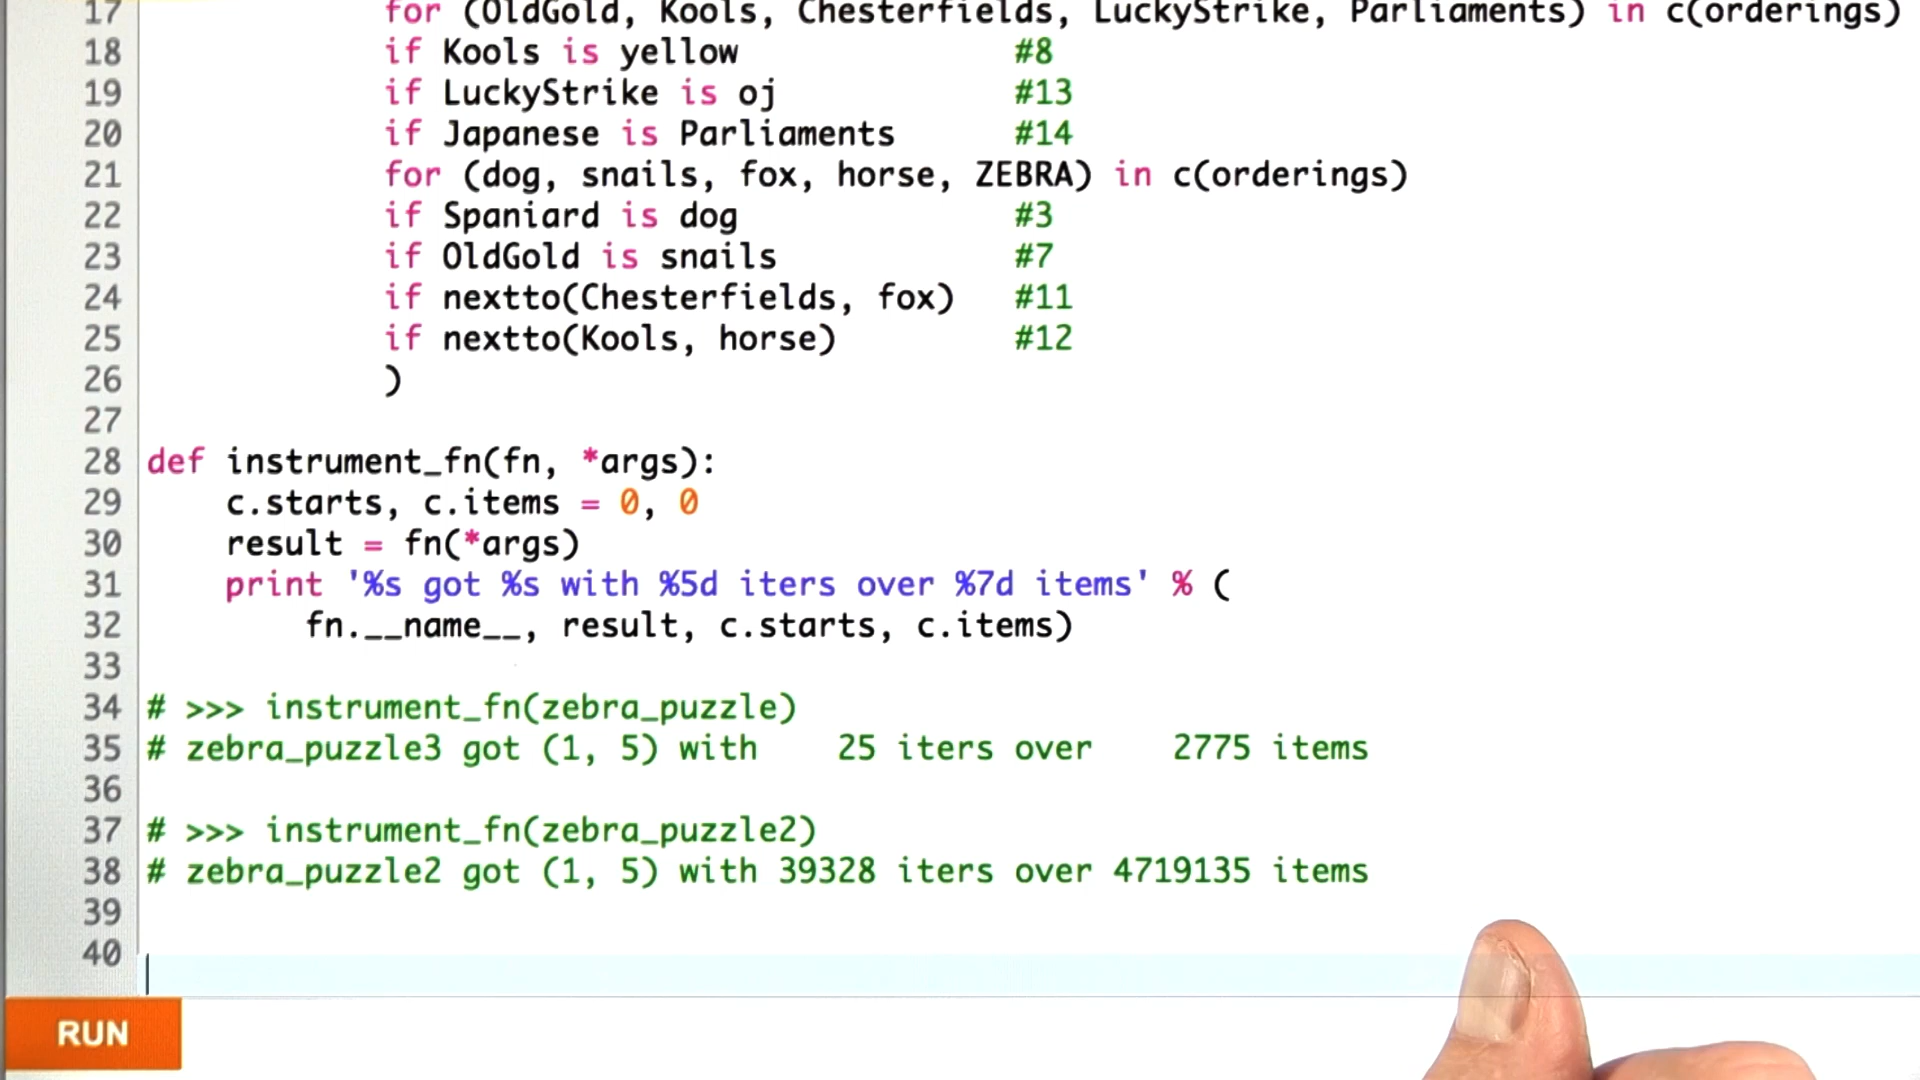 17 for (OldGold, Kools, Chesterfields, LuckyStrike, Parliaments) in c(orderings)
18 if Kools is yellow #8
19 if LuckyStrike is oj #13
20 if Japanese is Parliaments #14
21 for (dog, snails, fox, horse, ZEBRA) in c(orderings)
22 if Spaniard is dog #3
23 if OldGold is snails #7
24 if nextto(Chesterfields, fox) #11
25 if nextto(Kools, horse) #12
26 )
27
28 def instrument_fn(fn, *args):
29 c.starts, c.items = 0, 0
30 result = fn(*args)
31 print '%s got %s with %5d iters over %7d items' % (
32 fn.__name__, result, c.starts, c.items)
33
34 # >>> instrument_fn(zebra_puzzle)
35 # zebra_puzzle3 got (1, 5) with 25 iters over 2775 items
36
37 # >>> instrument_fn(zebra_puzzle2)
38 # zebra_puzzle2 got (1, 5) with 39328 iters over 4719135 items
39
40
RUN